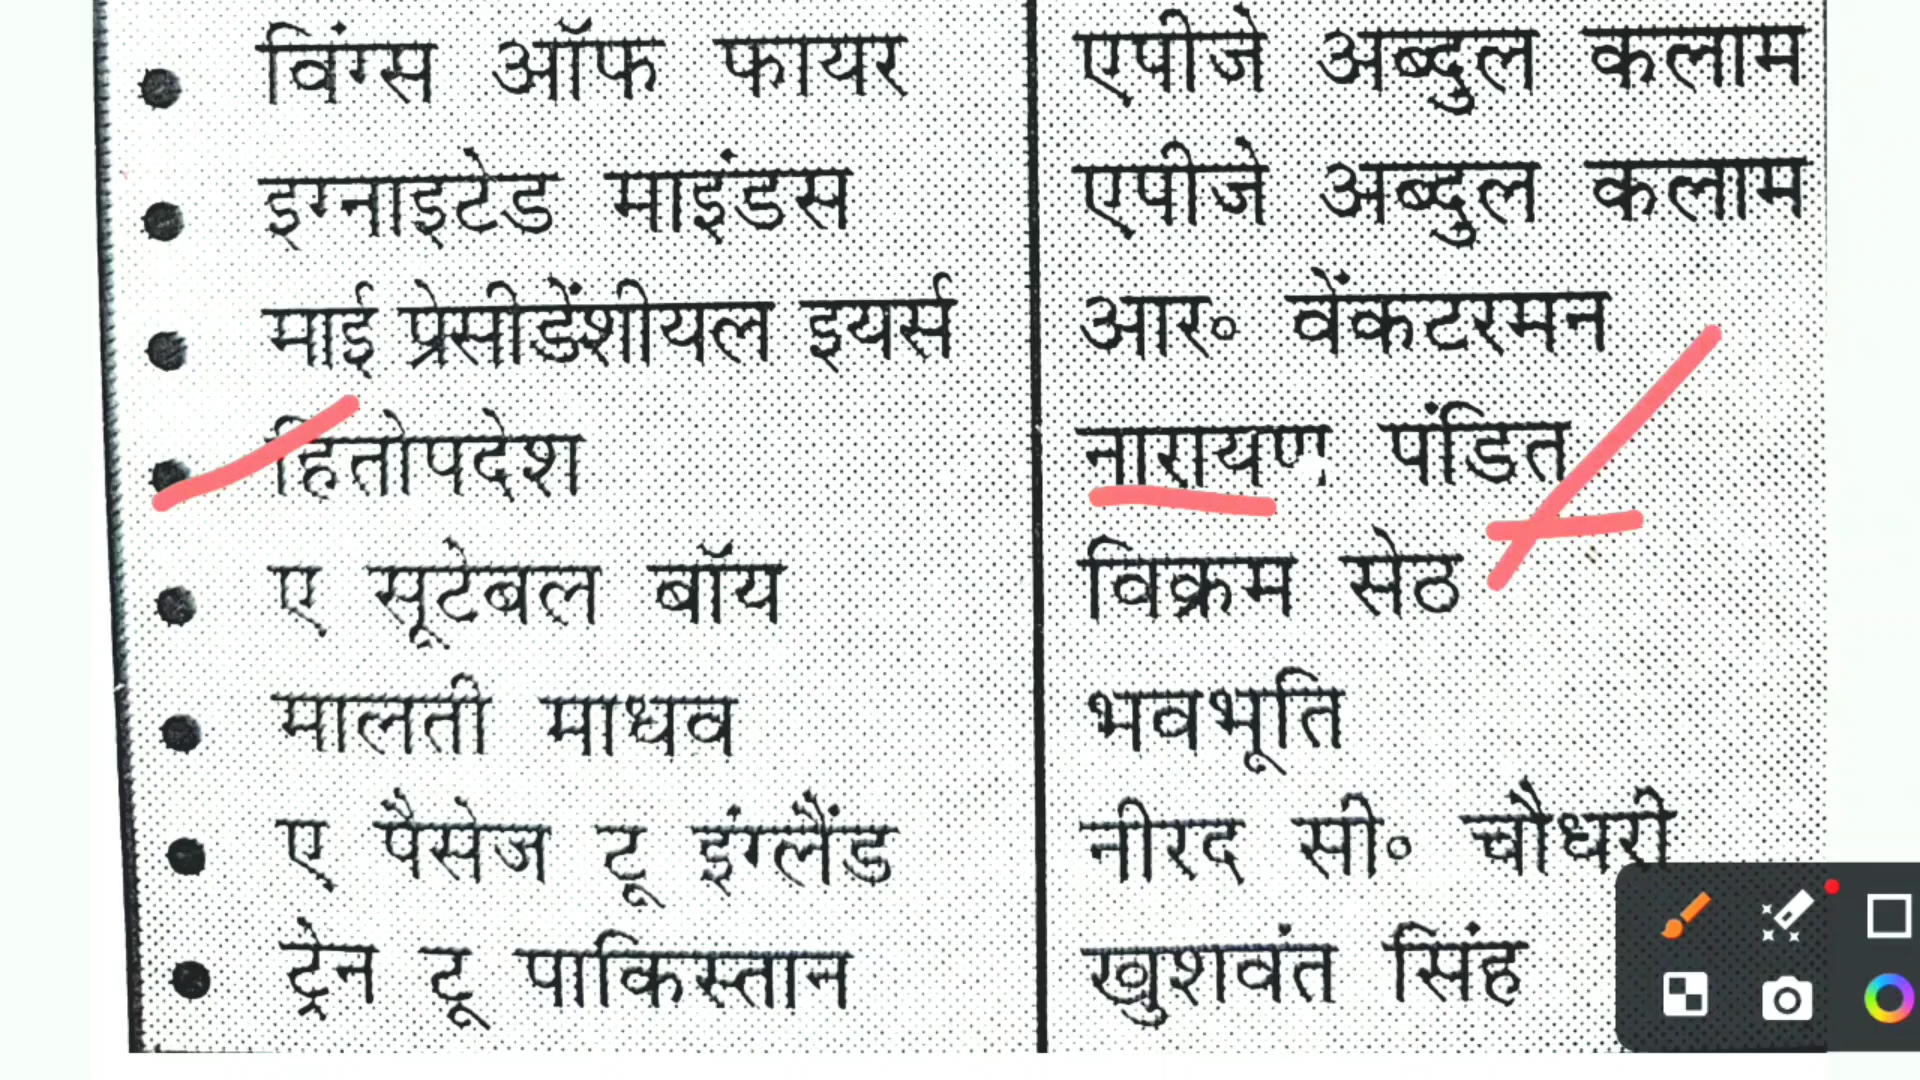 विंग्स ऑफ फायर एपीजे अब्दुल कलाम
इग्नाइटेड माइंडस एपीजे अब्दुल कलाम
माई प्रेसीडेंशीयल इयर्स आर० वेंकटरमन
हितोपदेश नारायण पंडित
ए सूटेबल बॉय विक्रम सेठ
मालती माधव भवभूति
ए पैसेज टू इंग्लैंड नीरद सी० चौधरी
ट्रेन टू पाकिस्तान खुशवंत सिंह